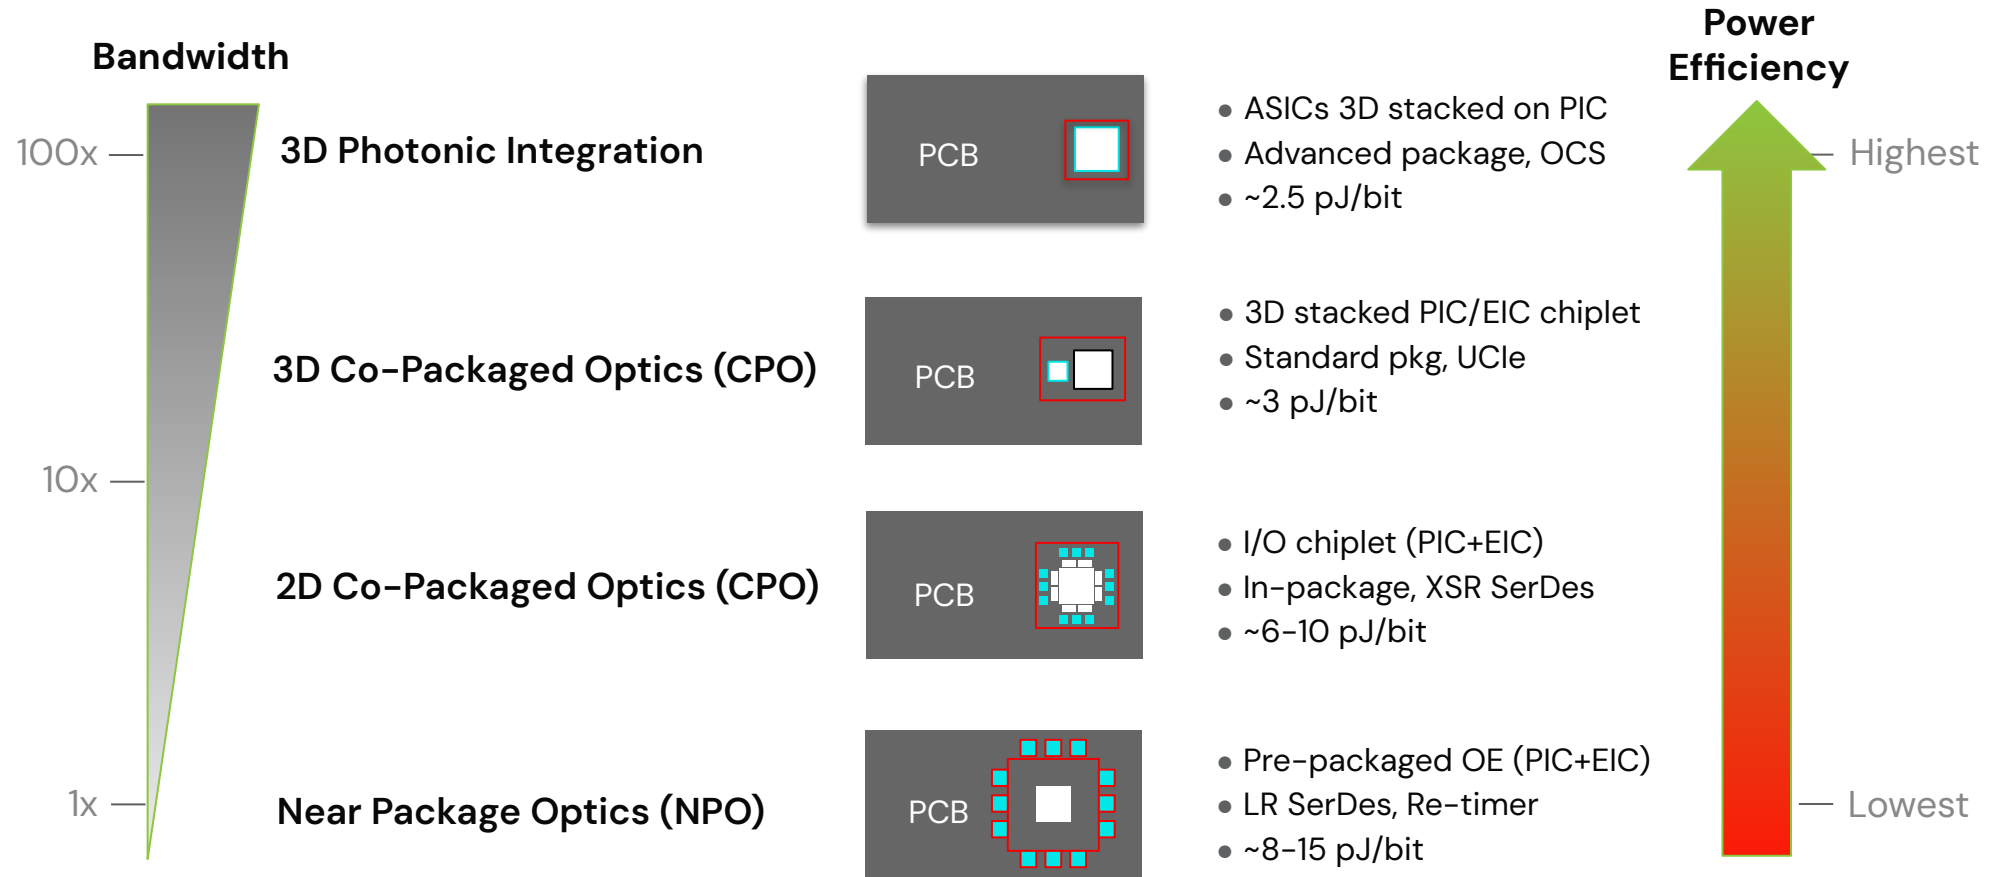 Bandwidth
Power
Efficiency
100x
3D Photonic Integration
PCB
• ASICs 3D stacked on PIC
• Advanced package, OCS
• ~2.5 pJ/bit
Highest
3D Co-Packaged Optics (CPO)
PCB
• 3D stacked PIC/EIC chiplet
• Standard pkg, UCIe
• ~3 pJ/bit
10x
2D Co-Packaged Optics (CPO)
PCB
• I/O chiplet (PIC+EIC)
• In-package, XSR SerDes
• ~6-10 pJ/bit
1x
Near Package Optics (NPO)
PCB
• Pre-packaged OE (PIC+EIC)
• LR SerDes, Re-timer
• ~8-15 pJ/bit
Lowest